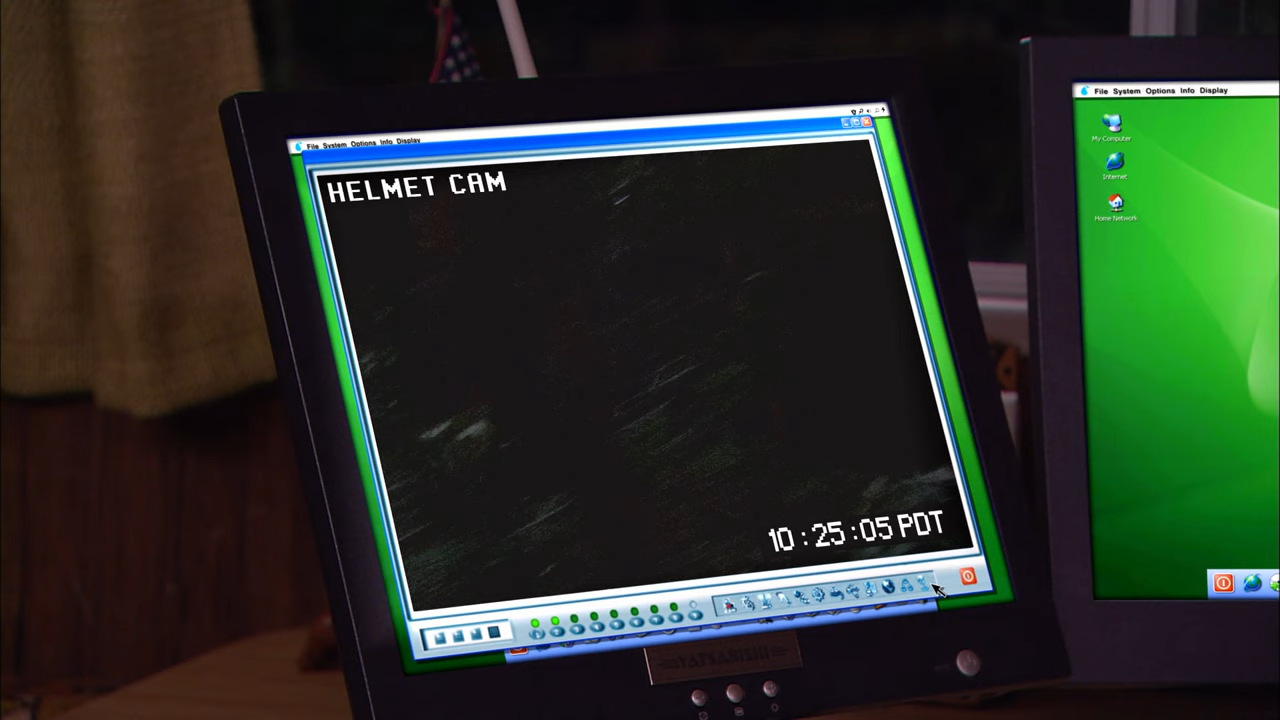 File System Options Info Display
HELMET CAM
10:25:05 PDT
YATSABISHI
File System Options Info Display
My Computer
Internet
Home Network